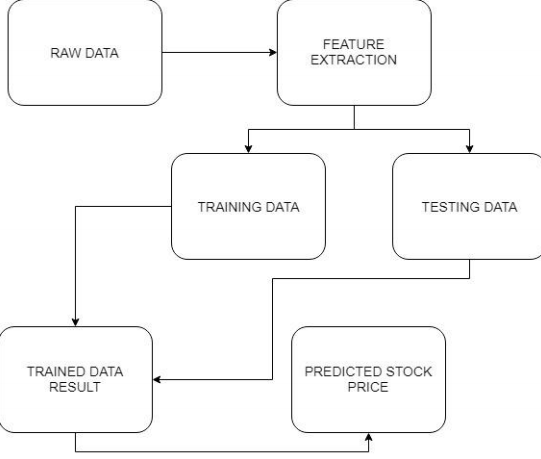 RAW DATA
FEATURE
EXTRACTION
TRAINING DATA
TESTING DATA
TRAINED DATA
RESULT
PREDICTED STOCK
PRICE